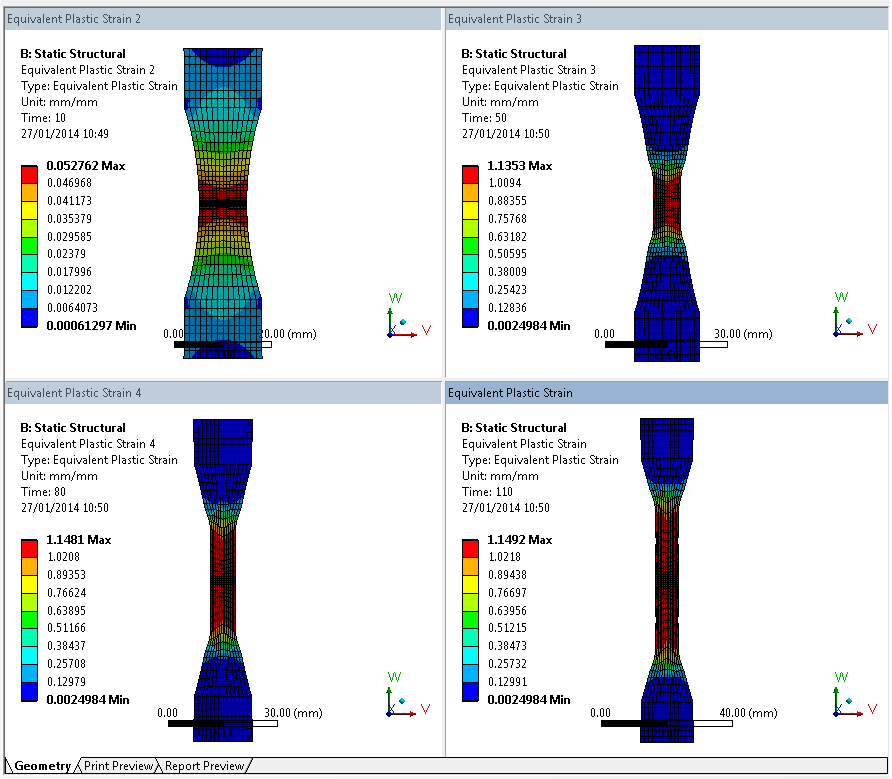 Equivalent Plastic Strain 2
B: Static Structural
Equivalent Plastic Strain 2
Type: Equivalent Plastic Strain
Unit: mm/mm
Time: 10
27/01/2014 10:49
0.052762 Max
0.046968
0.041173
0.035379
0.029585
0.02379
0.017996
0.012202
0.0064073
0.00061297 Min
0.00
20.00 (mm)
W
V
X
Equivalent Plastic Strain 3
B: Static Structural
Equivalent Plastic Strain 3
Type: Equivalent Plastic Strain
Unit: mm/mm
Time: 50
27/01/2014 10:50
1.1353 Max
1.0094
0.88355
0.75768
0.63182
0.50595
0.38009
0.25423
0.12836
0.0024984 Min
0.00
30.00 (mm)
W
V
X
Equivalent Plastic Strain 4
B: Static Structural
Equivalent Plastic Strain 4
Type: Equivalent Plastic Strain
Unit: mm/mm
Time: 80
27/01/2014 10:50
1.1481 Max
1.0208
0.89353
0.76624
0.63895
0.51166
0.38437
0.25708
0.12979
0.0024984 Min
0.00
30.00 (mm)
W
V
X
Equivalent Plastic Strain
B: Static Structural
Equivalent Plastic Strain
Type: Equivalent Plastic Strain
Unit: mm/mm
Time: 110
27/01/2014 10:50
1.1492 Max
1.0218
0.89438
0.76697
0.63956
0.51215
0.38473
0.25732
0.12991
0.0024984 Min
0.00
40.00 (mm)
W
V
X
Geometry Print Preview Report Preview